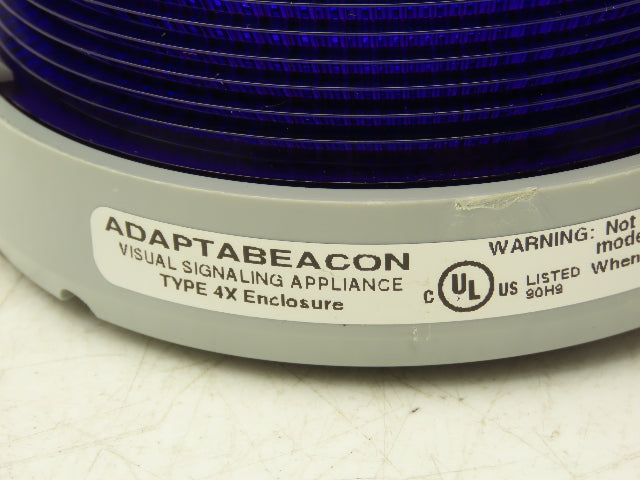 ADAPTABEACON
VISUAL SIGNALING APPLIANCE
TYPE 4X Enclosure
C UL US LISTED
90H9
WARNING: Not
mode
When